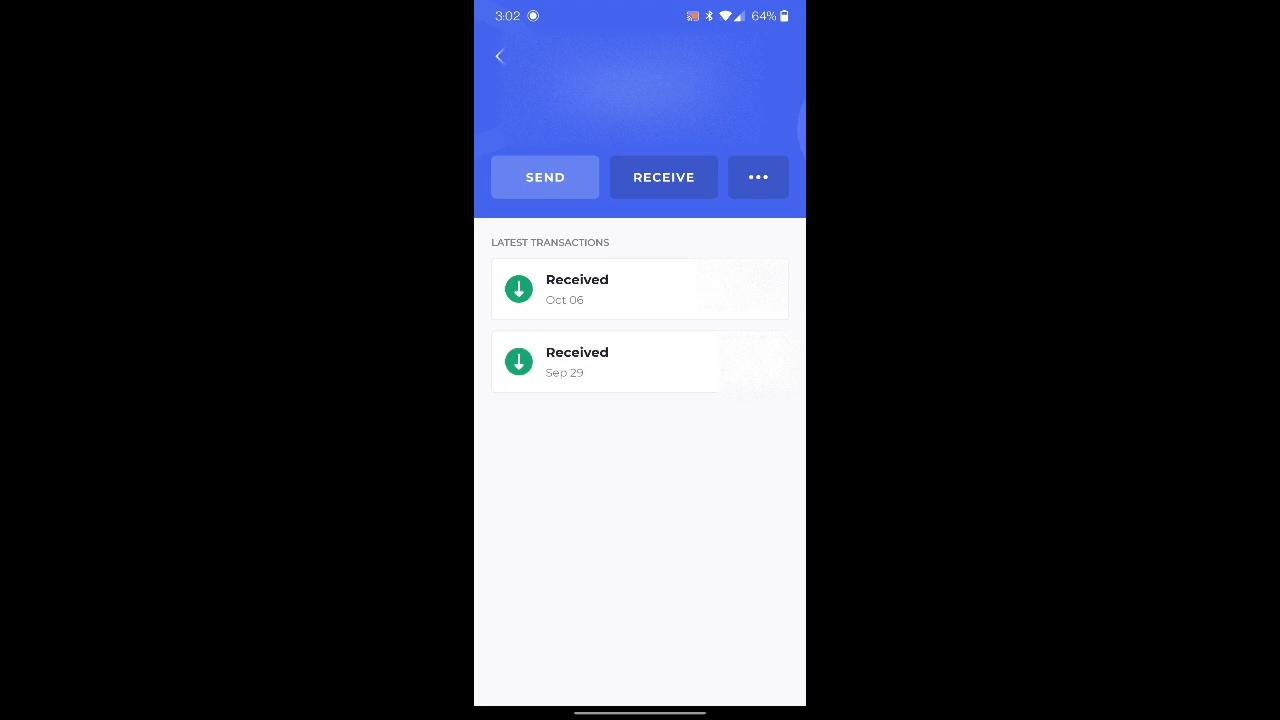 3:02 64%
SEND RECEIVE
LATEST TRANSACTIONS
Received
Oct 06
Received
Sep 29